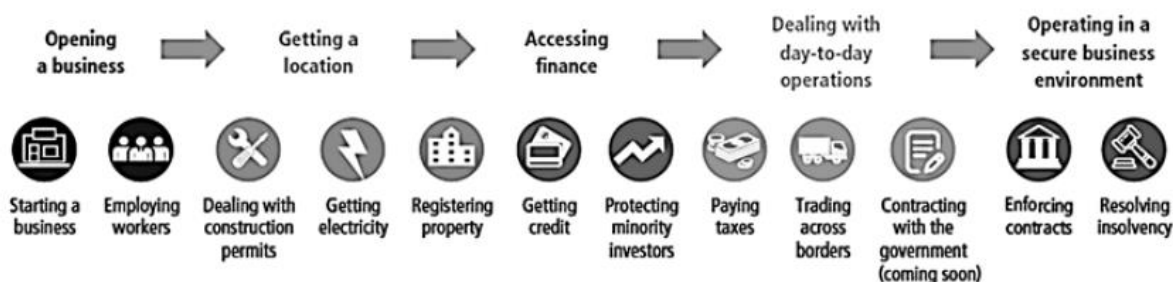 Opening
a business
Getting a
location
Accessing
finance
Dealing with
day-to-day
operations
Operating in a
secure business
environment
Starting a
business
Employing
workers
Dealing with
construction
permits
Getting
electricity
Registering
property
Getting
credit
Protecting
minority
investors
Paying
taxes
Trading
across
borders
Contracting
with the
government
(coming soon)
Enforcing
contracts
Resolving
insolvency